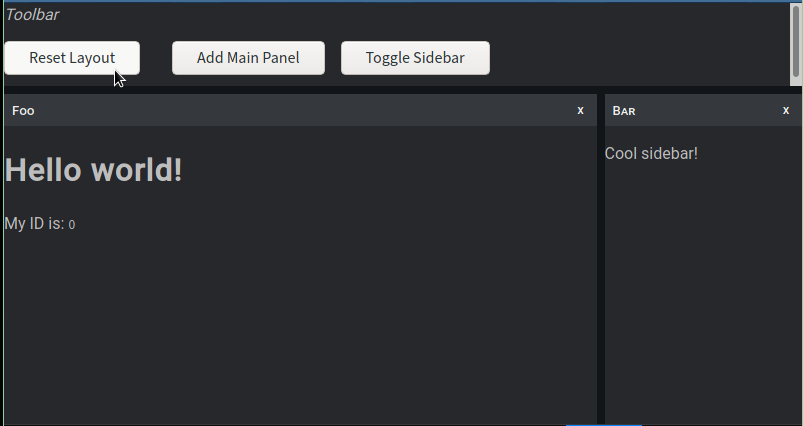 Toolbar
Reset Layout Add Main Panel Toggle Sidebar
Foo x Bar x
Hello world!
Cool sidebar!
My ID is: 0